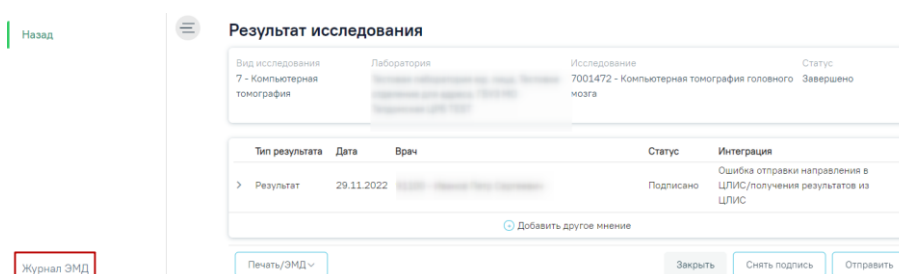 Назад
Результат исследования
Вид исследования Лаборатория Исследование Статус
7 - Компьютерная 7001472 - Компьютерная томография головного Завершено
томография мозга
Тип результата Дата Врач Статус Интеграция
Ошибка отправки направления в
Результат 29.11.2022 Подписано ЦЛИС/получения результатов из
ЦЛИС
Добавить другое мнение
Журнал ЭМД Печать/ЭМД Закрыть Снять подпись Отправить